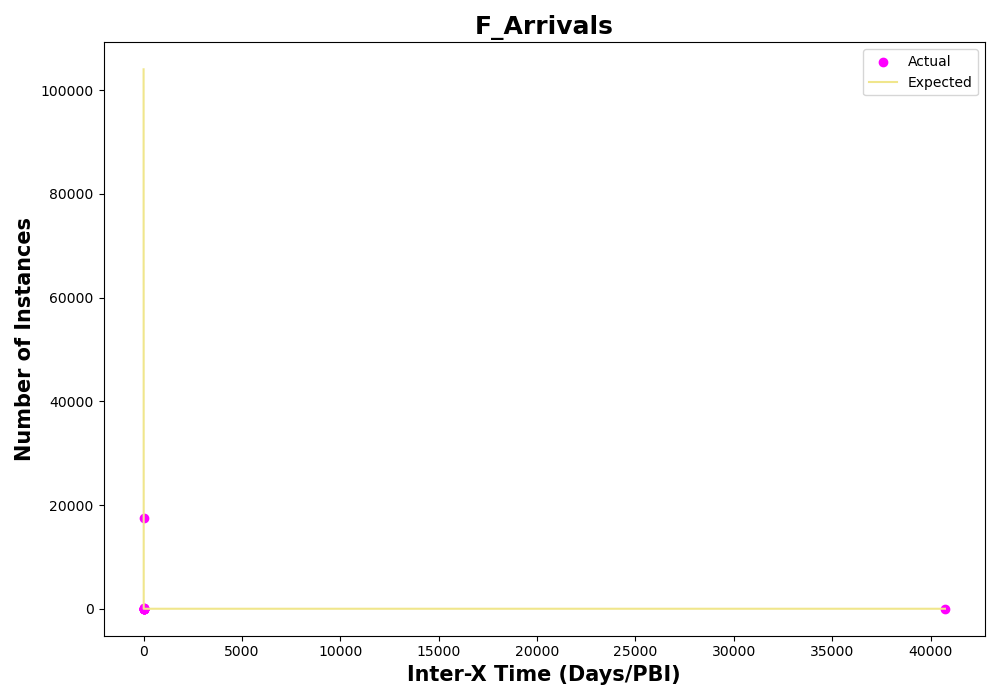 F_Arrivals
Actual
Expected
Number of Instances
100000
80000
60000
40000
20000
0
0 5000 10000 15000 20000 25000 30000 35000 40000
Inter-X Time (Days/PBI)